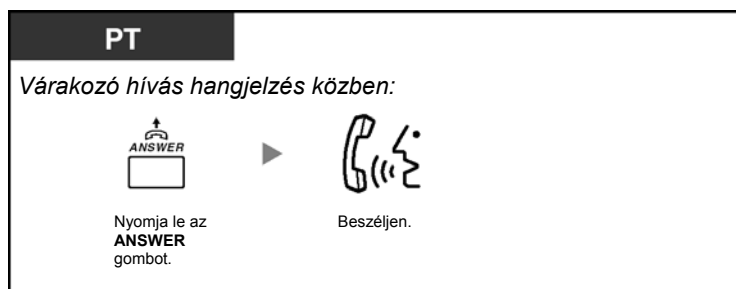 PT
Várakozó hívás hangjelzés közben:
ANSWER
Nyomja le az
ANSWER
gombot.
Beszéljen.